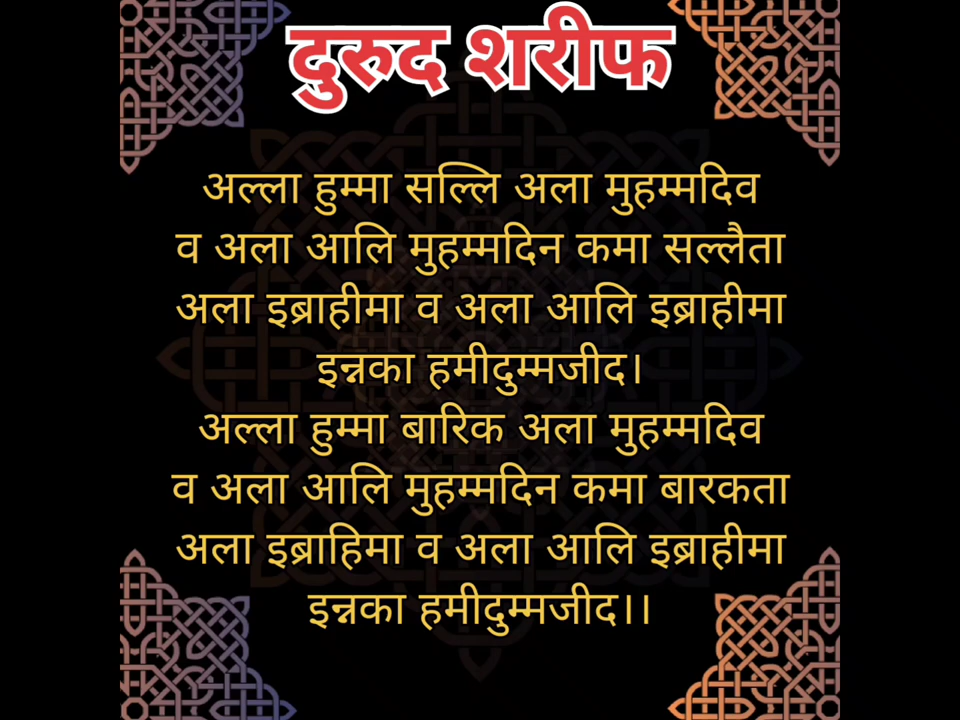 दुरुद शरीफ
अल्ला हुम्मा सल्लि अला मुहम्मदिव
व अला आलि मुहम्मदिन कमा सल्लैता
अला इब्राहीमा व अला आलि इब्राहीमा
इन्नका हमीदुम्मजीद।
अल्ला हुम्मा बारिक अला मुहम्मदिव
व अला आलि मुहम्मदिन कमा बारकता
अला इब्राहिमा व अला आलि इब्राहीमा
इन्नका हमीदुम्मजीद।।